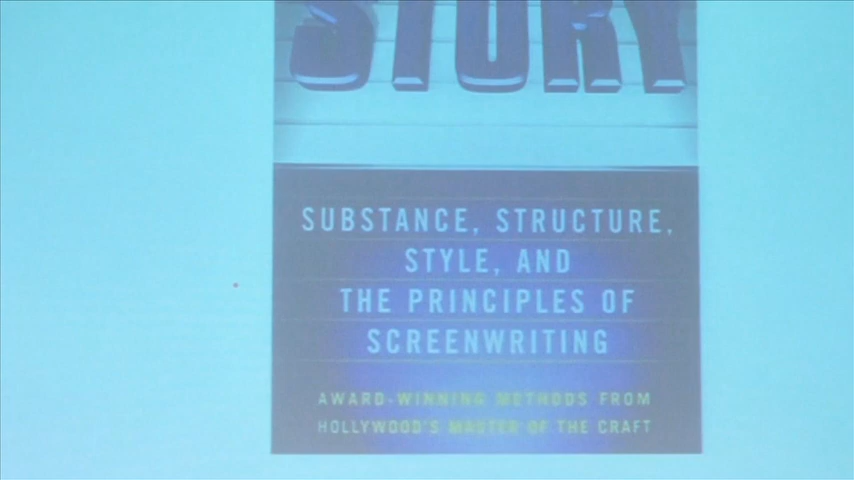 STORY
SUBSTANCE, STRUCTURE,
STYLE, AND
THE PRINCIPLES OF
SCREENWRITING
AWARD-WINNING METHODS FROM
HOLLYWOOD'S MASTER OF THE CRAFT